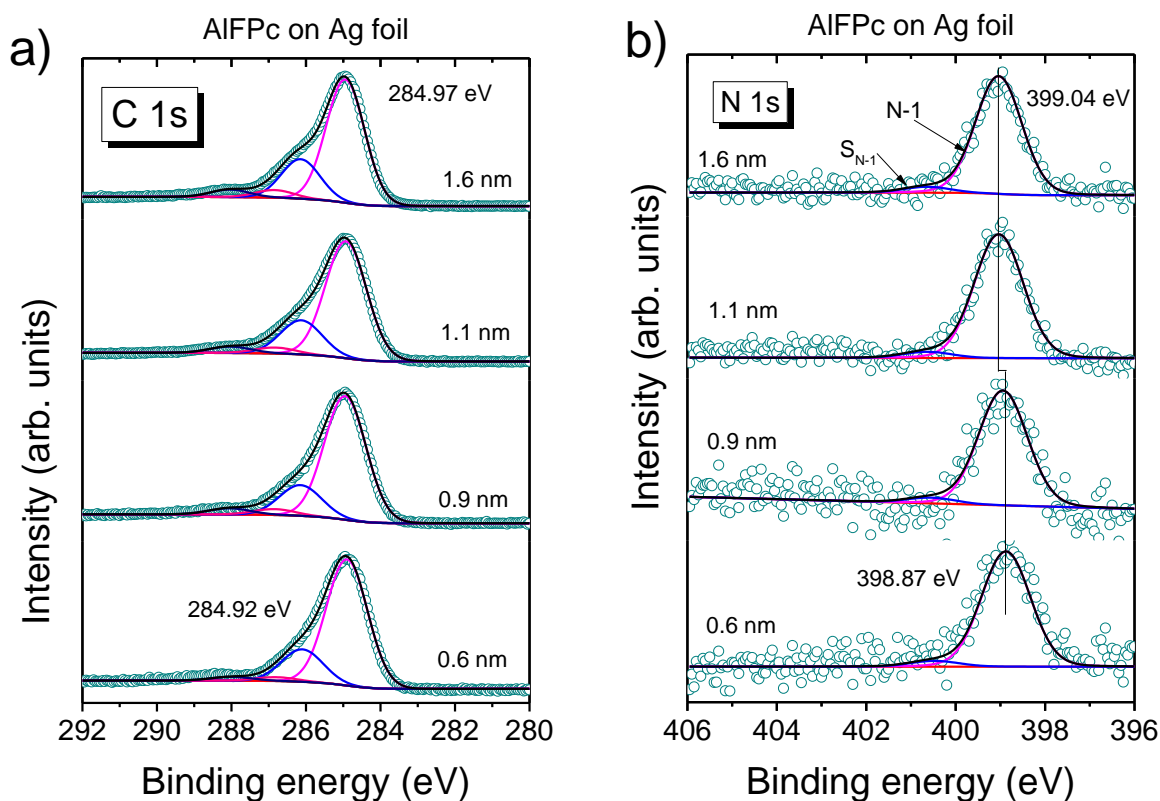 a)
AlFPc on Ag foil
C 1s
284.97 eV
1.6 nm
1.1 nm
0.9 nm
284.92 eV
0.6 nm
Intensity (arb. units)
292 290 288 286 284 282 280
Binding energy (eV)
b)
AlFPc on Ag foil
N 1s
N-1
399.04 eV
S_N-1
1.6 nm
1.1 nm
0.9 nm
398.87 eV
0.6 nm
Intensity (arb. units)
406 404 402 400 398 396
Binding energy (eV)